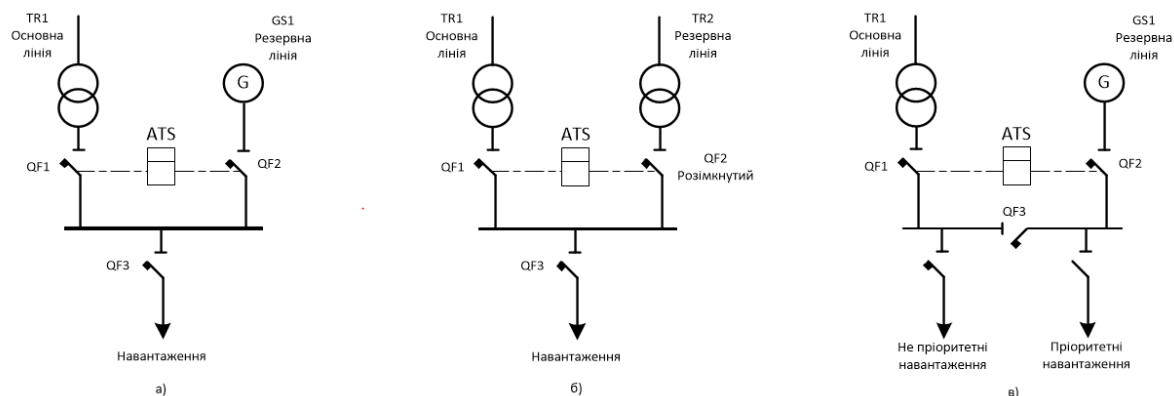 TR1
Основна
лінія
GS1
Резервна
лінія
G
ATS
QF1
QF2
QF3
Навантаження
а)
TR1
Основна
лінія
TR2
Резервна
лінія
ATS
QF1
QF2
Розімкнутий
QF3
Навантаження
б)
TR1
Основна
лінія
GS1
Резервна
лінія
G
ATS
QF1
QF2
QF3
Не пріоритетні
навантаження
Пріоритетні
навантаження
в)